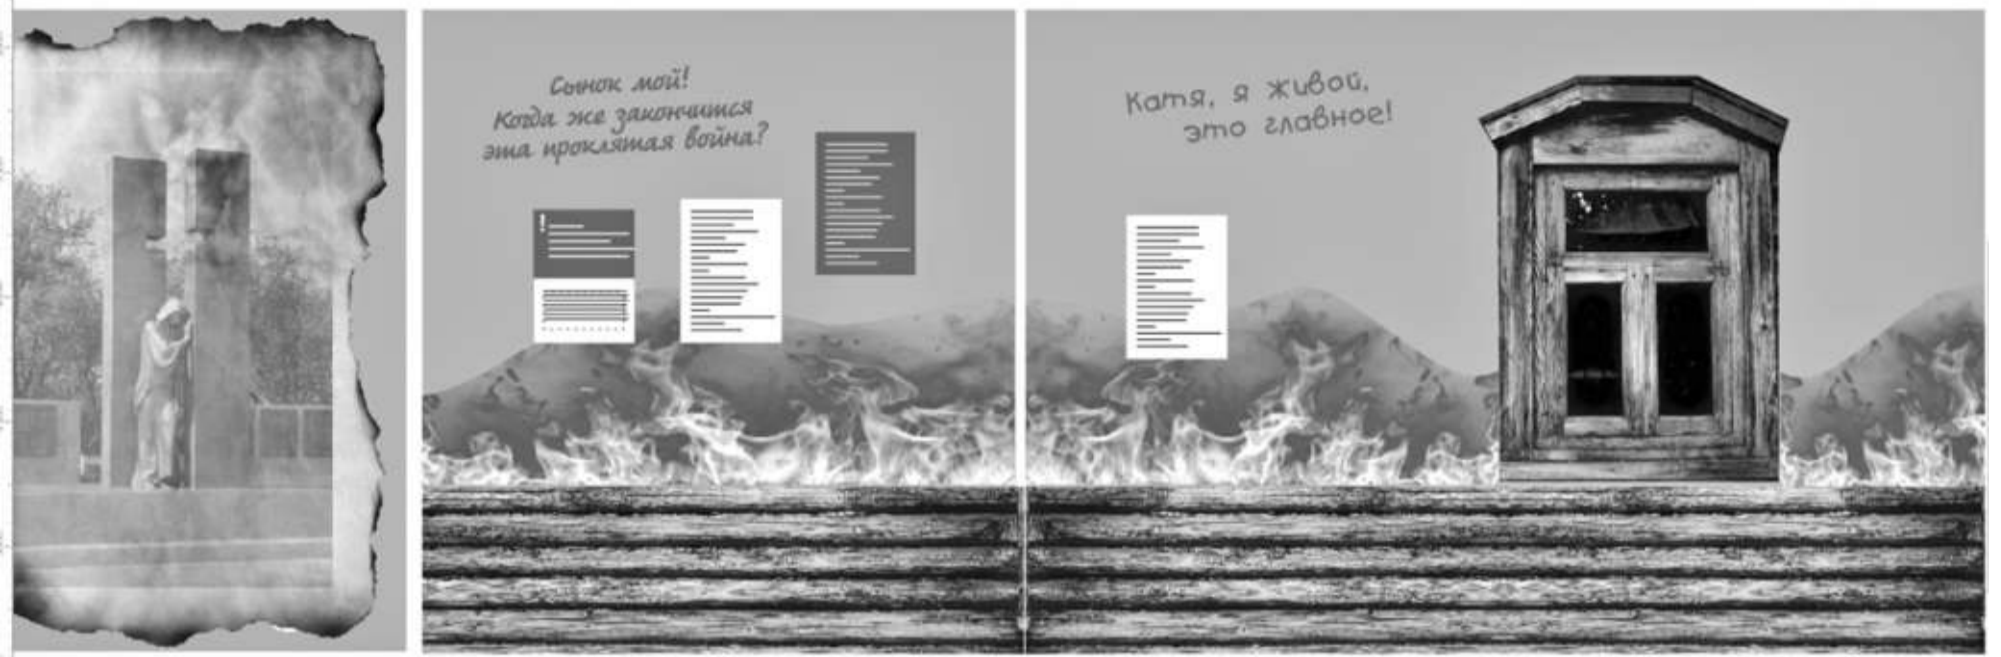 Сынок мой!
Когда же закончится
эта проклятая война?
Катя, я живой,
это главное!
!